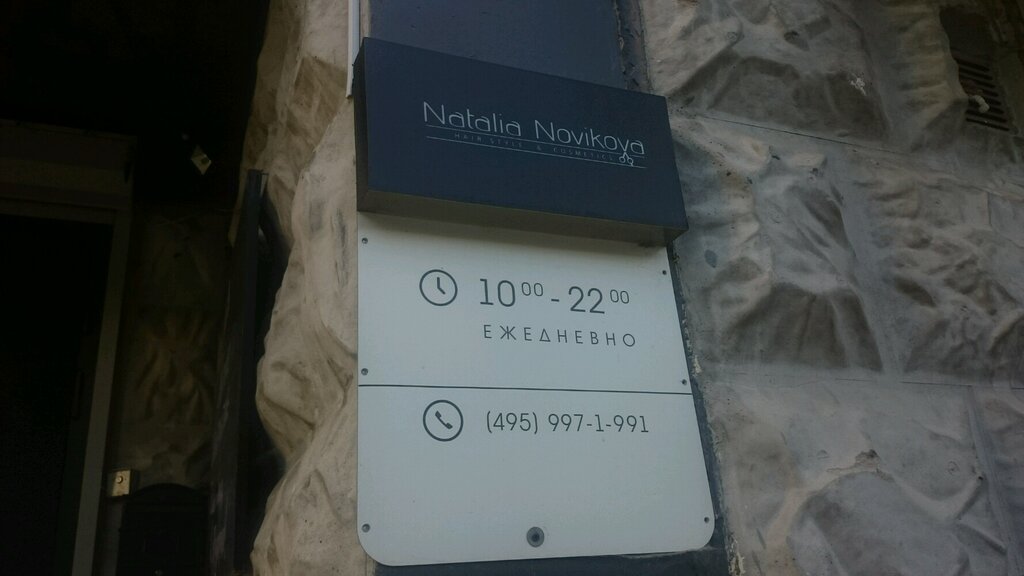 Natalia Novikova
HAIR STYLE & COSMETICS
10⁰⁰ - 22⁰⁰
ЕЖЕДНЕВНО
(495) 997-1-991